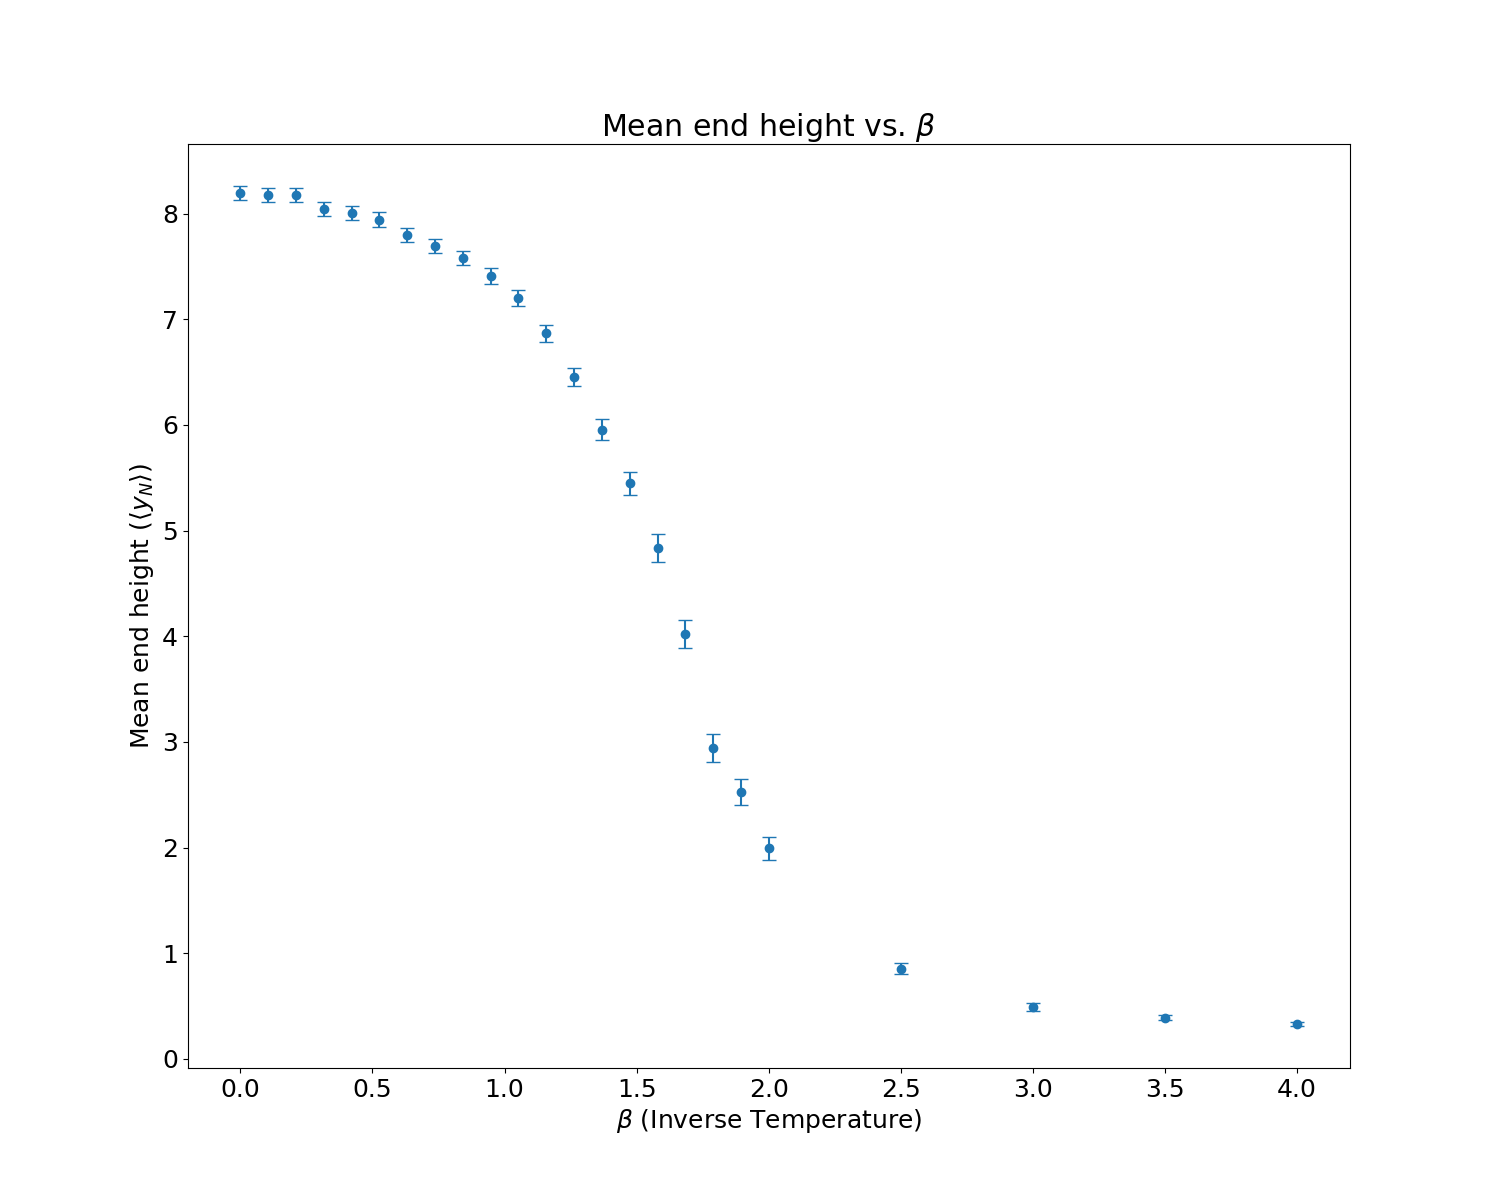 Mean end height vs. β
Mean end height (⟨y_N⟩)
8
7
6
5
4
3
2
1
0
0.0 0.5 1.0 1.5 2.0 2.5 3.0 3.5 4.0
β (Inverse Temperature)